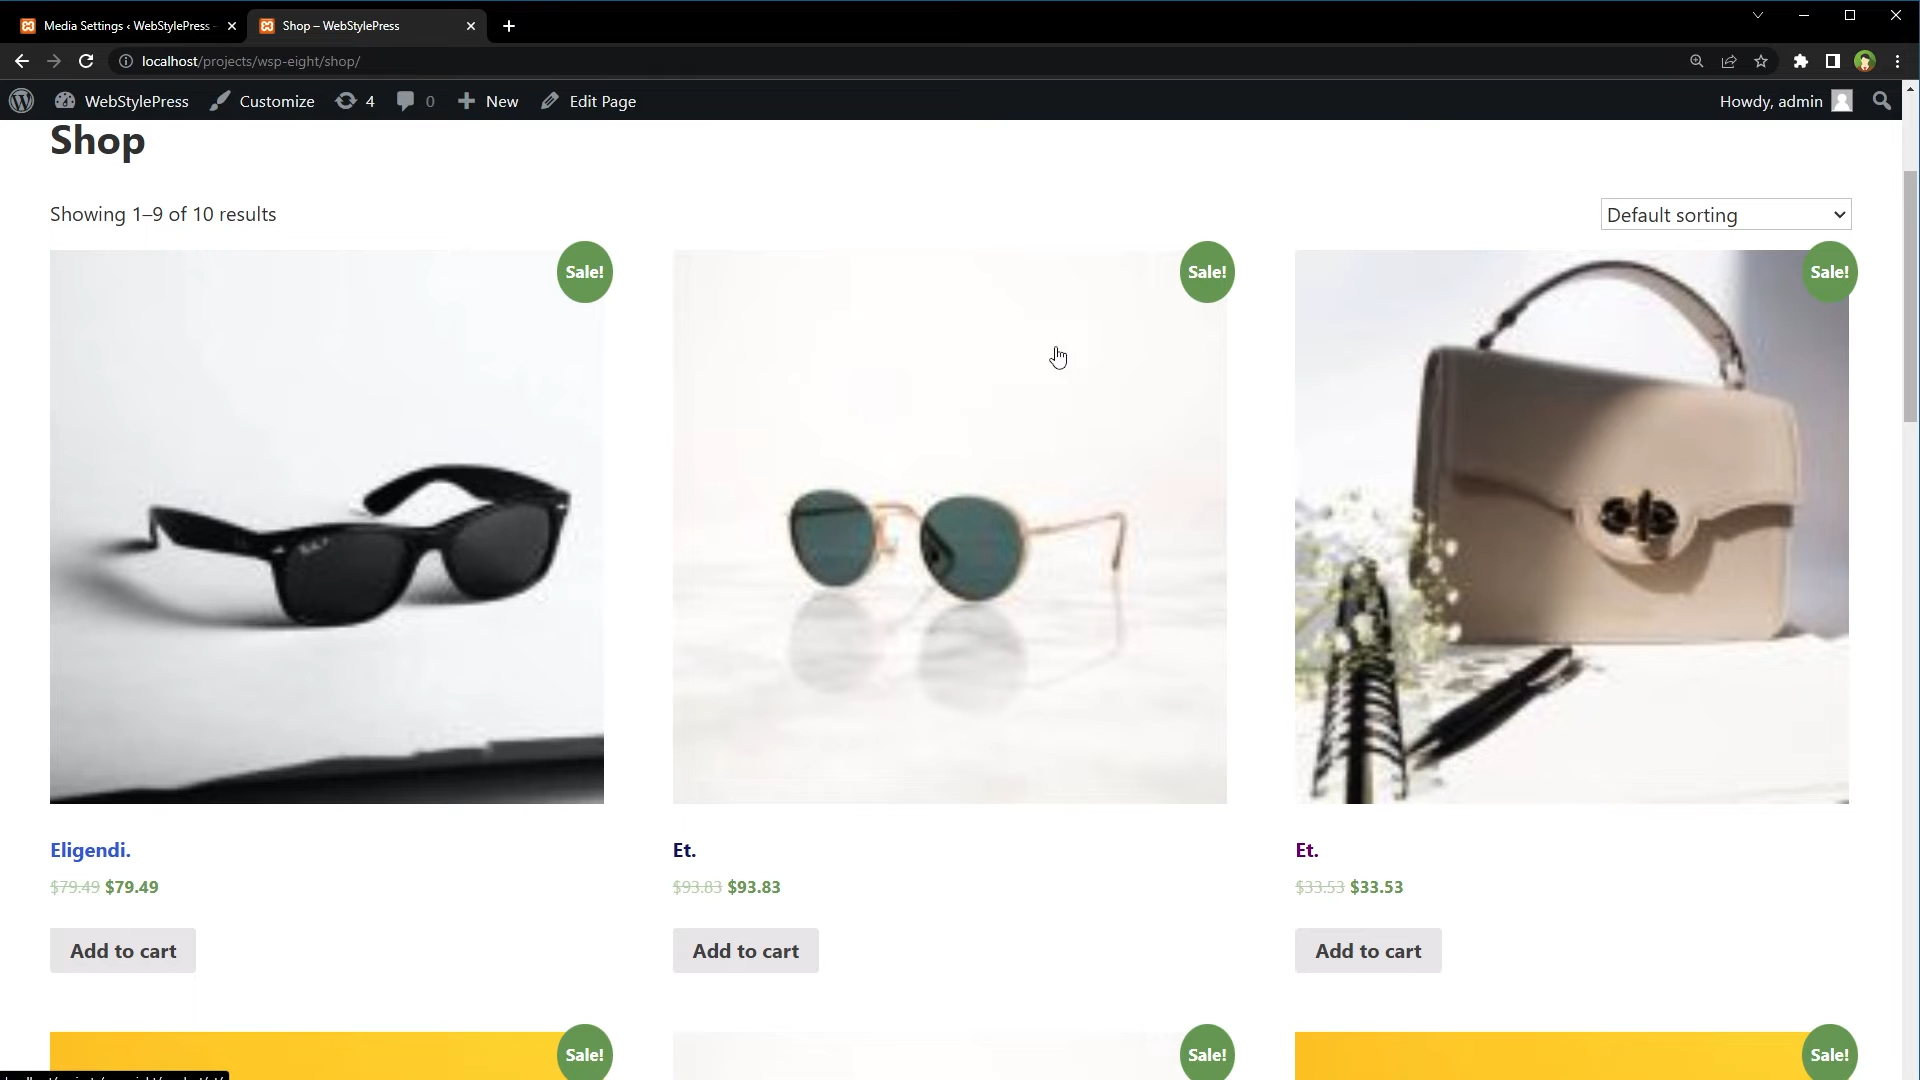 Media Settings ‹ WebStylePress
Shop – WebStylePress
localhost/projects/wsp-eight/shop/
WebStylePress
Customize
4
0
New
Edit Page
Howdy, admin
Shop
Showing 1–9 of 10 results
Default sorting
Sale!
Sale!
Sale!
Eligendi.
Et.
Et.
$79.49 $79.49
$93.83 $93.83
$33.53 $33.53
Add to cart
Add to cart
Add to cart
Sale!
Sale!
Sale!